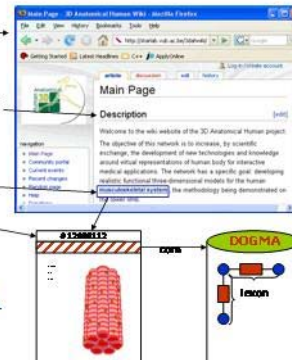 Main Page - 3D Anatomical Human Wiki - Mozilla Firefox
File Edit View History Bookmarks Tools Help
Getting Started Latest Headlines C++ ApplyOnline
Log in / create account
article discussion edit history
Main Page
Description [edit]
Welcome to the wiki website of the 3D Anatomical Human project
The objective of this network is to increase, by scientific
exchange, the development of new technologies and knowledge
around virtual representations of human body for interactive
medical applications. The network has a specific goal: developing
realistic functional three-dimensional models for the human
musculoskeletal system, the methodology being demonstrated on
the lower limb.
navigation
Main Page
Community portal
Current events
Recent changes
Random page
Help
DOGMA
lexon